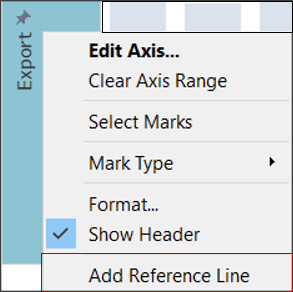 Export
Edit Axis...
Clear Axis Range
Select Marks
Mark Type
Format...
Show Header
Add Reference Line